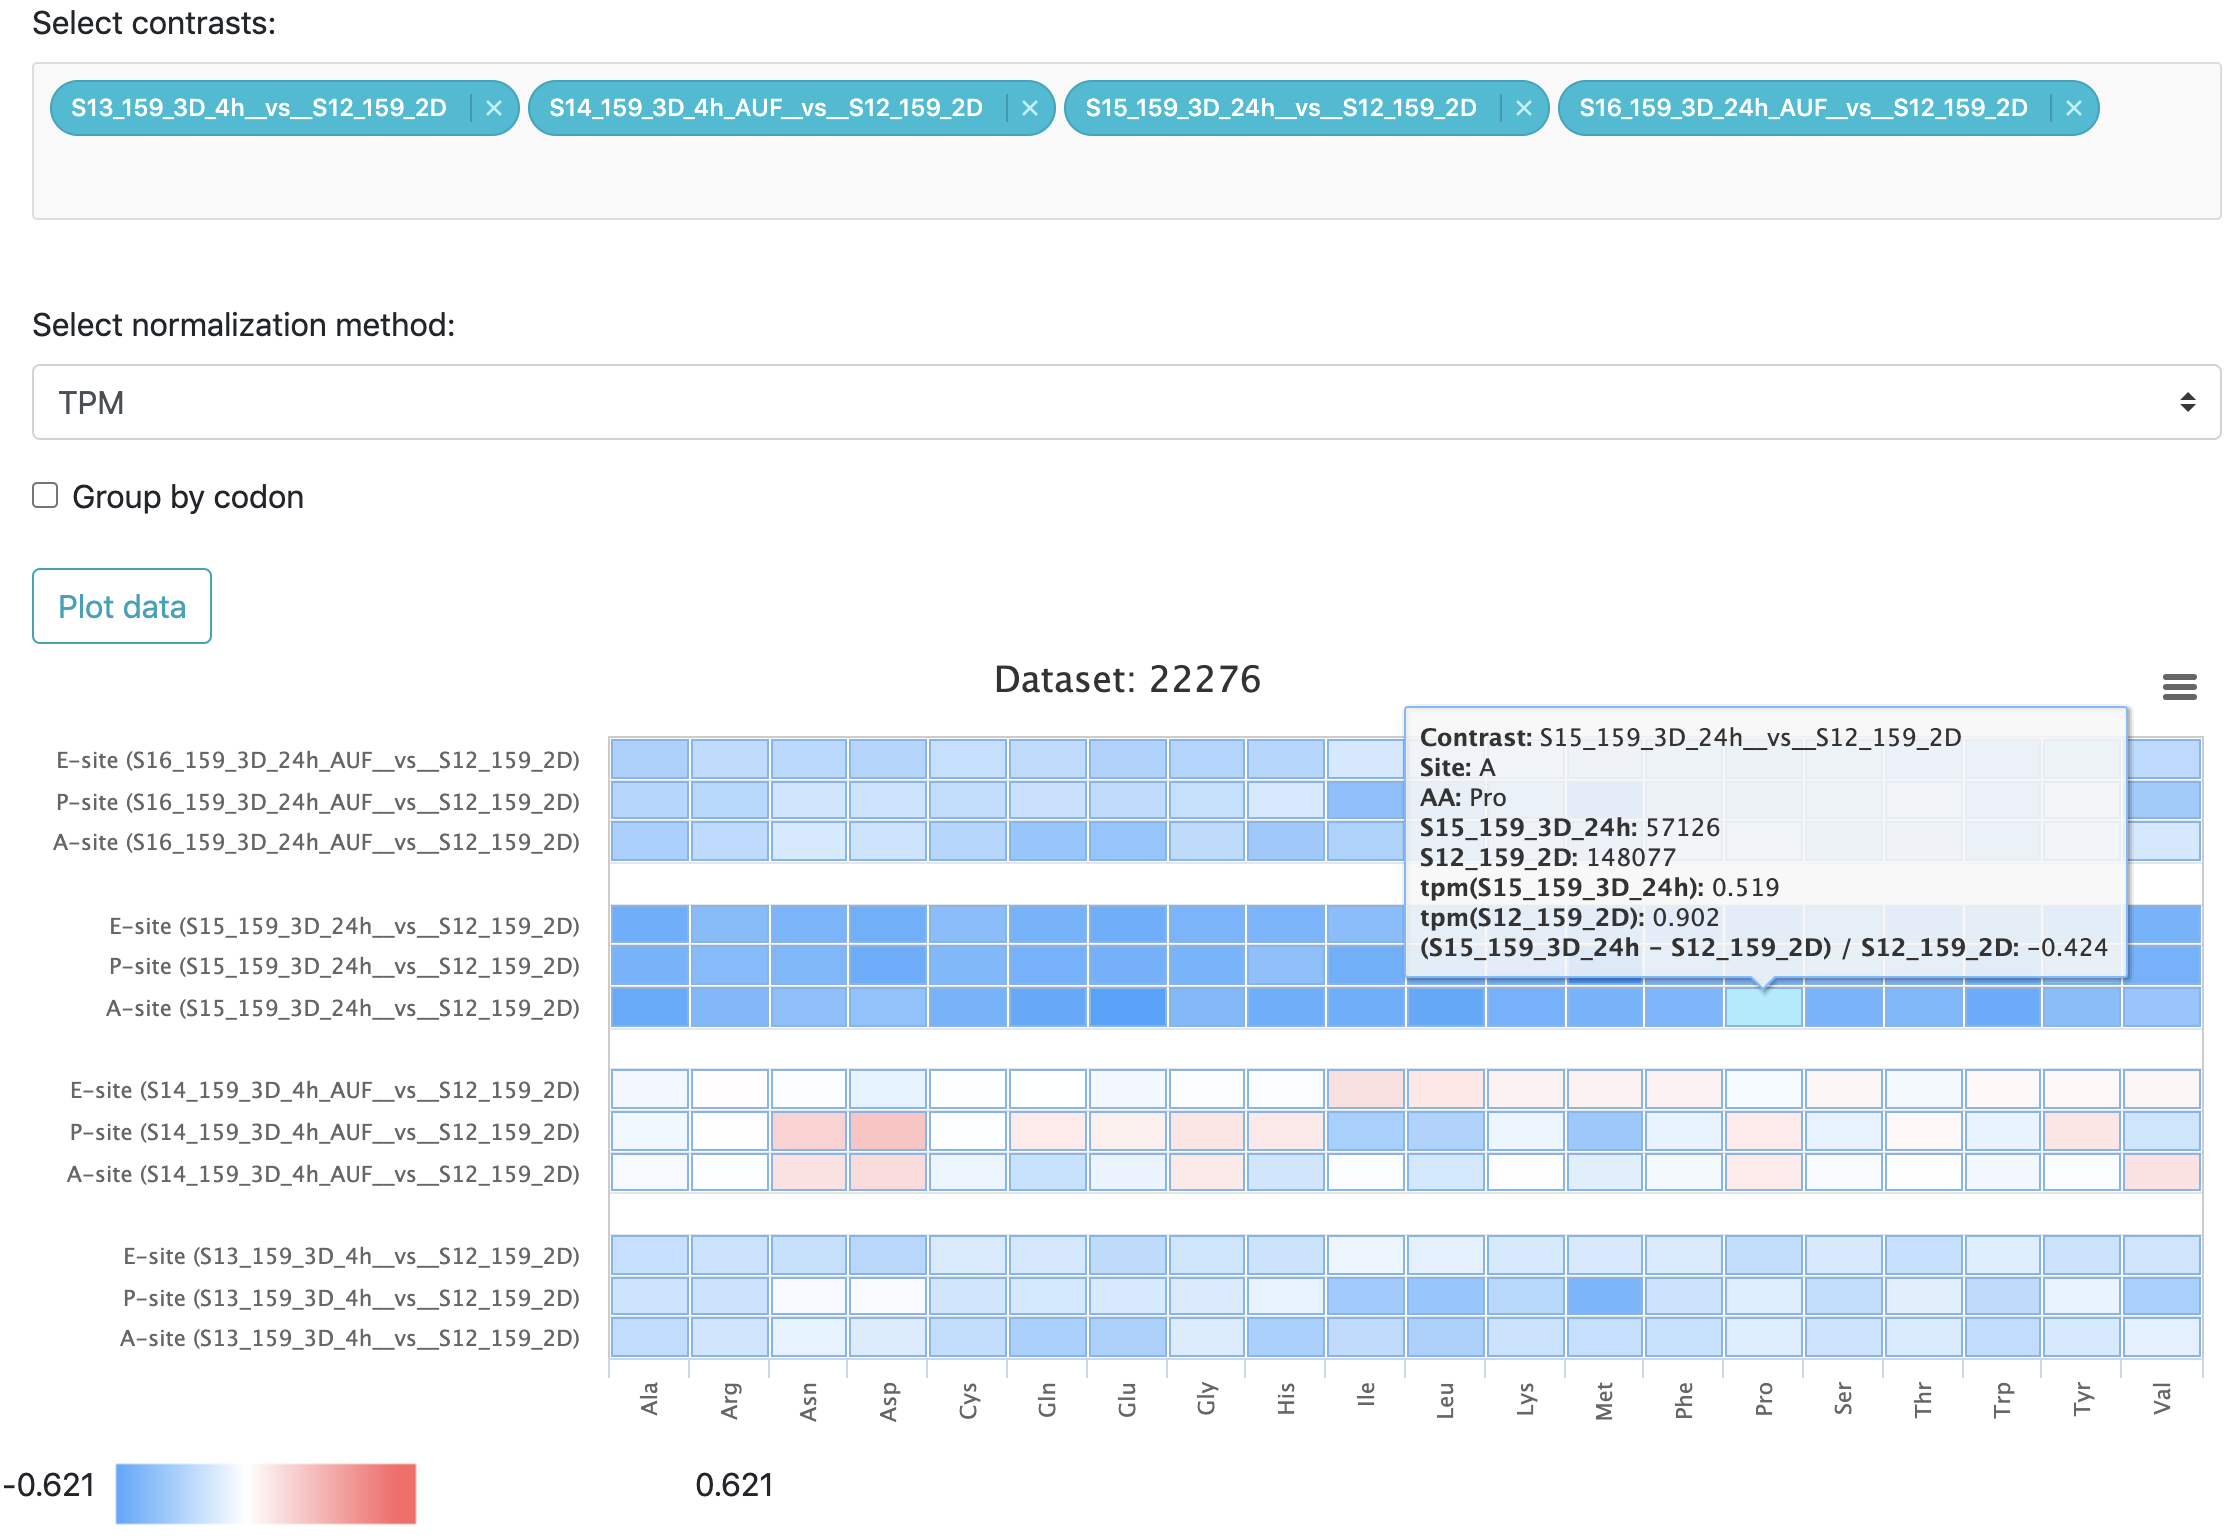 Select contrasts:
S13_159_3D_4h__vs__S12_159_2D × S14_159_3D_4h_AUF__vs__S12_159_2D × S15_159_3D_24h__vs__S12_159_2D × S16_159_3D_24h_AUF__vs__S12_159_2D ×
Select normalization method:
TPM
Group by codon
Plot data
Dataset: 22276
Contrast: S15_159_3D_24h__vs__S12_159_2D
Site: A
AA: Pro
S15_159_3D_24h: 57126
S12_159_2D: 148077
tpm(S15_159_3D_24h): 0.519
tpm(S12_159_2D): 0.902
(S15_159_3D_24h - S12_159_2D) / S12_159_2D: -0.424
E-site (S16_159_3D_24h_AUF__vs__S12_159_2D)
P-site (S16_159_3D_24h_AUF__vs__S12_159_2D)
A-site (S16_159_3D_24h_AUF__vs__S12_159_2D)
E-site (S15_159_3D_24h__vs__S12_159_2D)
P-site (S15_159_3D_24h__vs__S12_159_2D)
A-site (S15_159_3D_24h__vs__S12_159_2D)
E-site (S14_159_3D_4h_AUF__vs__S12_159_2D)
P-site (S14_159_3D_4h_AUF__vs__S12_159_2D)
A-site (S14_159_3D_4h_AUF__vs__S12_159_2D)
E-site (S13_159_3D_4h__vs__S12_159_2D)
P-site (S13_159_3D_4h__vs__S12_159_2D)
A-site (S13_159_3D_4h__vs__S12_159_2D)
Ala
Arg
Asn
Asp
Cys
Gln
Glu
Gly
His
Ile
Leu
Lys
Met
Phe
Pro
Ser
Thr
Trp
Tyr
Val
-0.621 0.621